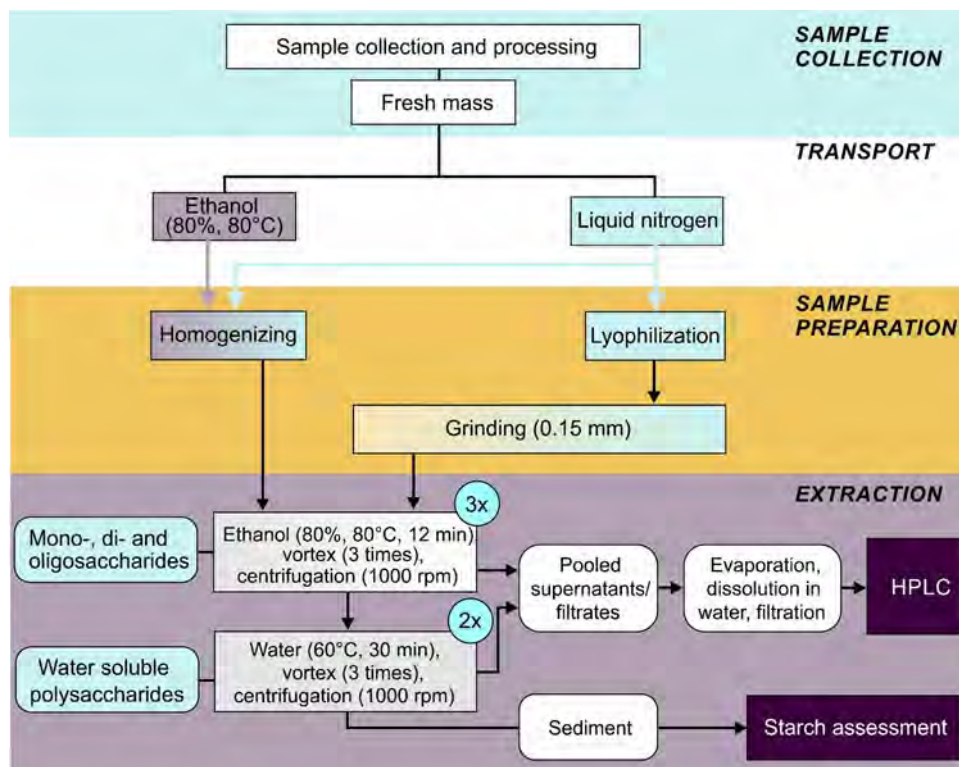 SAMPLE
COLLECTION
Sample collection and processing
Fresh mass
TRANSPORT
Ethanol
(80%, 80°C)
Liquid nitrogen
SAMPLE
PREPARATION
Homogenizing
Lyophilization
Grinding (0.15 mm)
EXTRACTION
3x
Mono-, di- and
oligosaccharides
Ethanol (80%, 80°C, 12 min)
vortex (3 times),
centrifugation (1000 rpm)
Pooled
supernatants/
filtrates
Evaporation,
dissolution in
water, filtration
HPLC
2x
Water soluble
polysaccharides
Water (60°C, 30 min),
vortex (3 times),
centrifugation (1000 rpm)
Sediment
Starch assessment